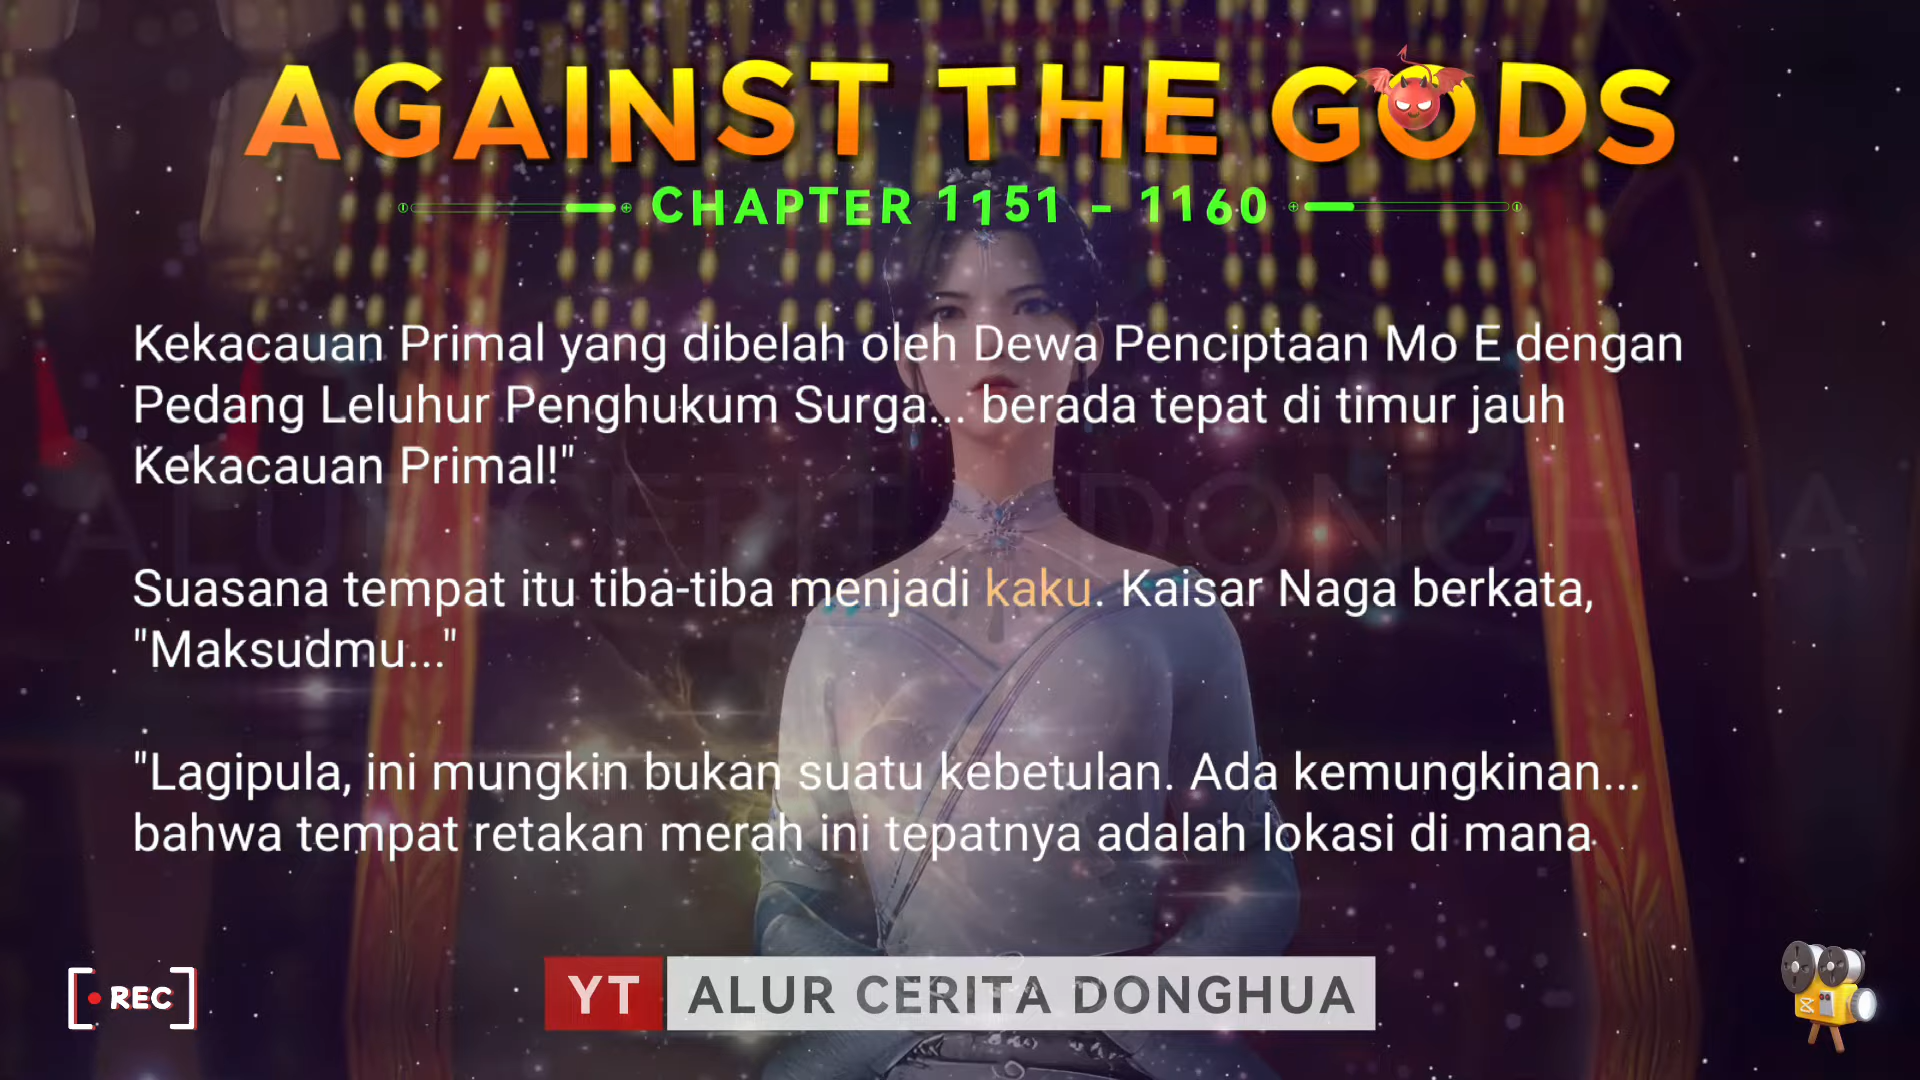 AGAINST THE GODS
CHAPTER 1151 - 1160
Kekacauan Primal yang dibelah oleh Dewa Penciptaan Mo E dengan
Pedang Leluhur Penghukum Surga... berada tepat di timur jauh
Kekacauan Primal!"
Suasana tempat itu tiba-tiba menjadi kaku. Kaisar Naga berkata,
"Maksudmu..."
"Lagipula, ini mungkin bukan suatu kebetulan. Ada kemungkinan...
bahwa tempat retakan merah ini tepatnya adalah lokasi di mana
ALUR CERITA DONGHUA
REC
YT ALUR CERITA DONGHUA